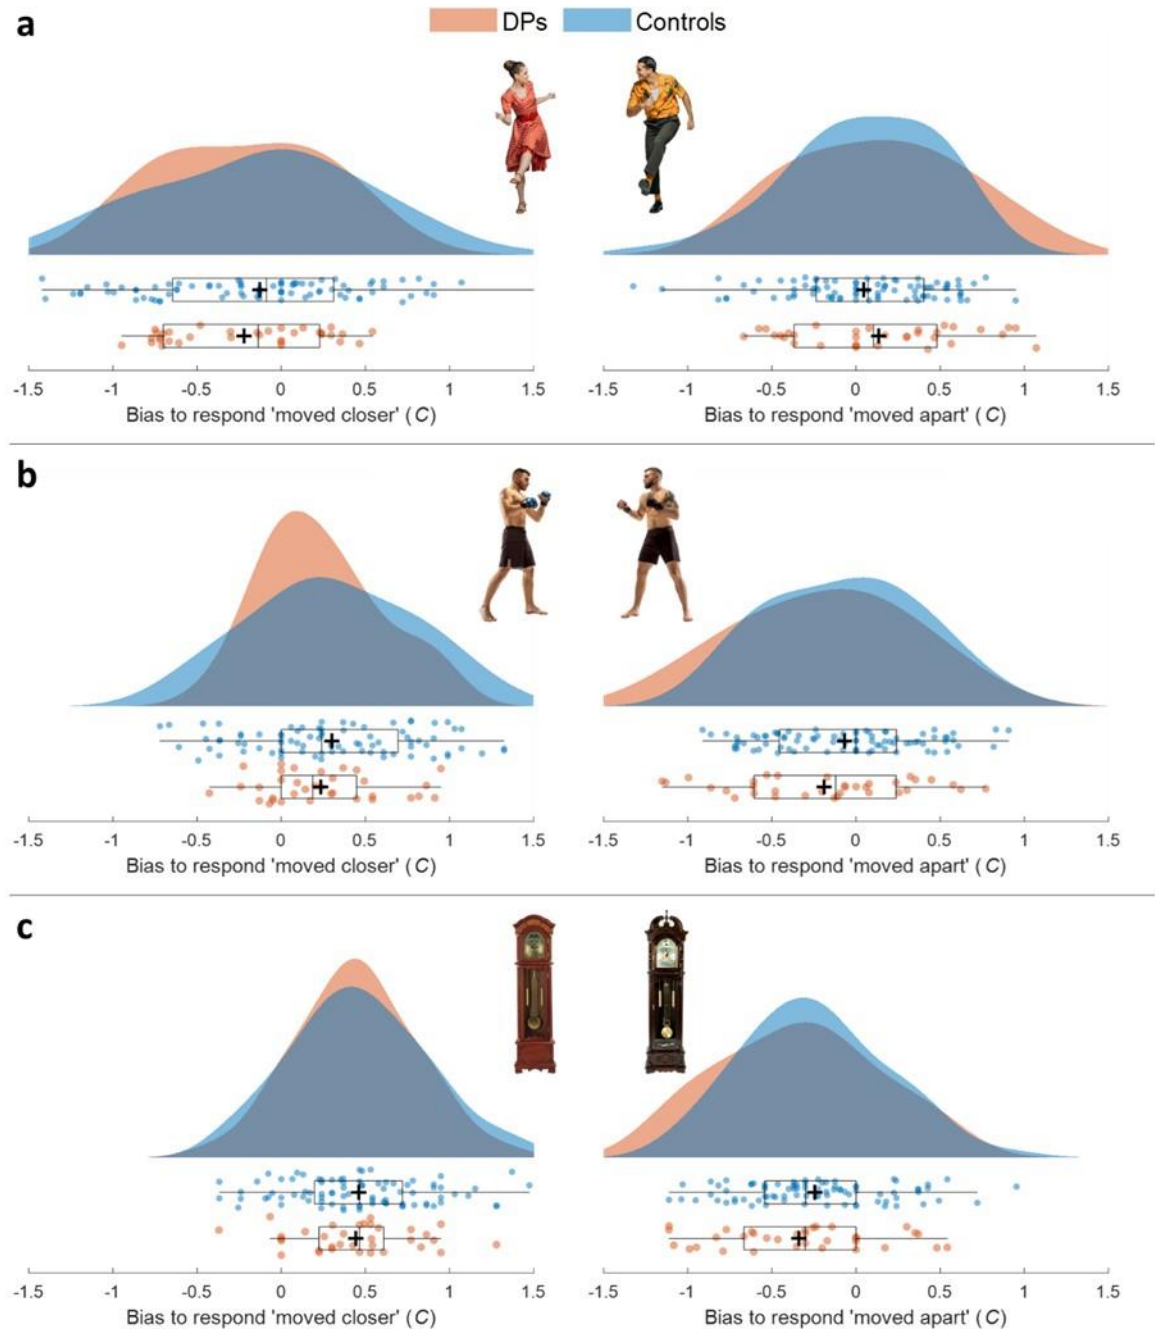 a
DPs Controls
-1.5 -1 -0.5 0 0.5 1 1.5
Bias to respond 'moved closer' (C)
-1.5 -1 -0.5 0 0.5 1 1.5
Bias to respond 'moved apart' (C)
b
-1.5 -1 -0.5 0 0.5 1 1.5
Bias to respond 'moved closer' (C)
-1.5 -1 -0.5 0 0.5 1 1.5
Bias to respond 'moved apart' (C)
c
-1.5 -1 -0.5 0 0.5 1 1.5
Bias to respond 'moved closer' (C)
-1.5 -1 -0.5 0 0.5 1 1.5
Bias to respond 'moved apart' (C)